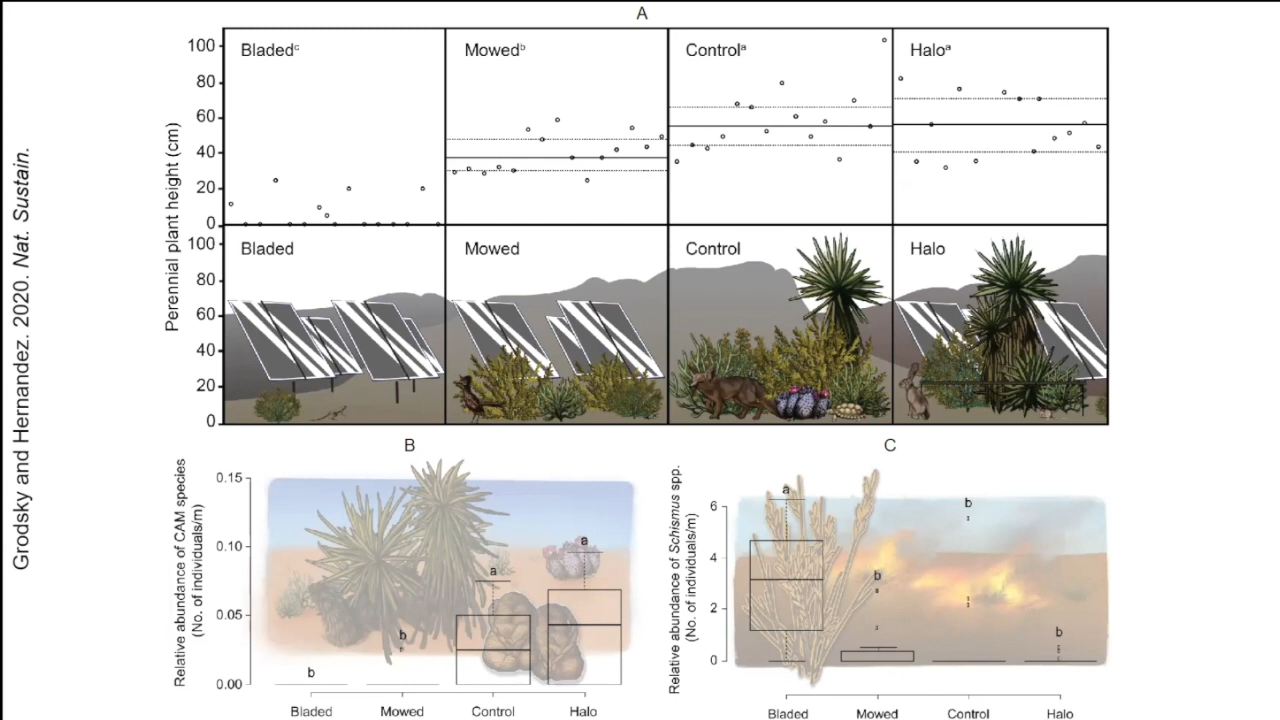 A
100
80
60
40
20
0
Bladedᶜ
Mowedᵇ
Controlᵃ
Haloᵃ
Perennial plant height (cm)
100
80
60
40
20
0
Bladed
Mowed
Control
Halo
Grodsky and Hernandez. 2020. Nat. Sustain.
B
Relative abundance of CAM species
(No. of individuals/m)
0.15
0.10
0.05
0.00
b
b
a
a
Bladed
Mowed
Control
Halo
C
Relative abundance of Schismus spp.
(No. of individuals/m)
6
4
2
0
a
b
b
b
Bladed
Mowed
Control
Halo